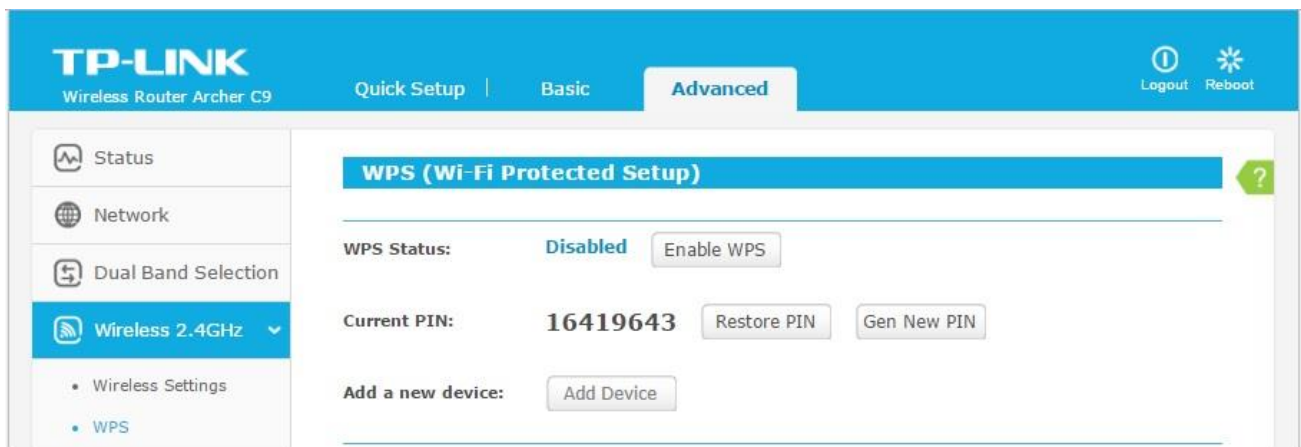 TP-LINK
Wireless Router Archer C9
Quick Setup
Basic
Advanced
Logout
Reboot
Status
Network
Dual Band Selection
Wireless 2.4GHz
• Wireless Settings
• WPS
WPS (Wi-Fi Protected Setup)
?
WPS Status: Disabled Enable WPS
Current PIN: 16419643 Restore PIN Gen New PIN
Add a new device: Add Device